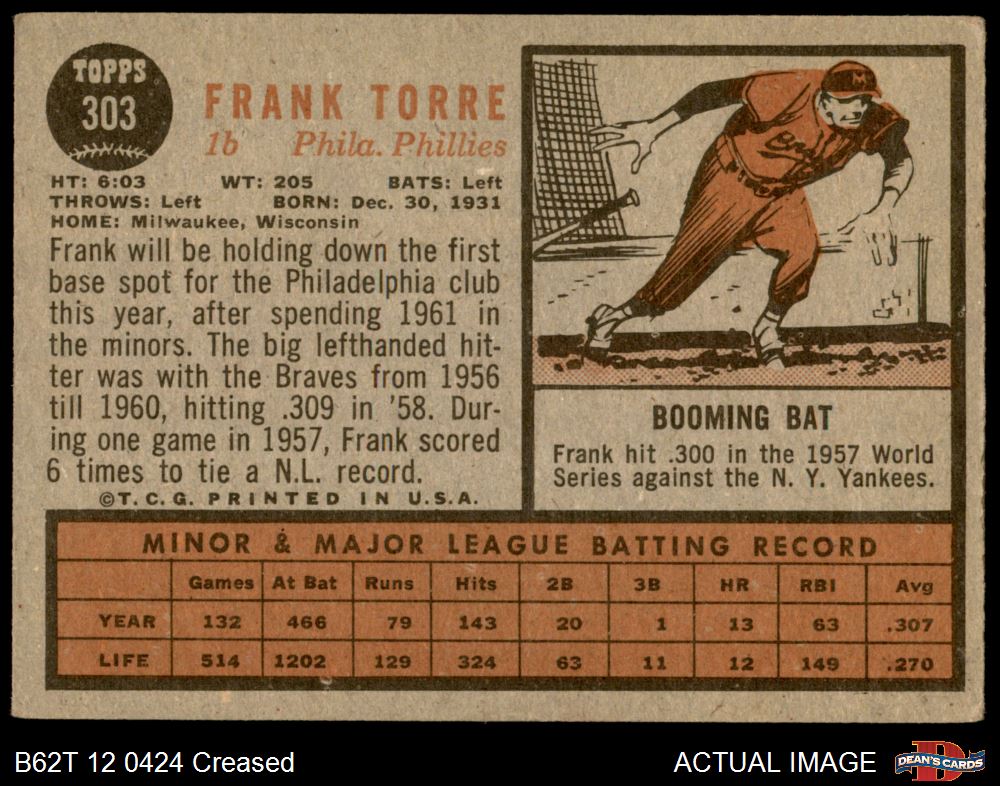 TOPPS
303
FRANK TORRE
1b Phila. Phillies
HT: 6:03 WT: 205 BATS: Left
THROWS: Left BORN: Dec. 30, 1931
HOME: Milwaukee, Wisconsin
Frank will be holding down the first
base spot for the Philadelphia club
this year, after spending 1961 in
the minors. The big lefthanded hit-
ter was with the Braves from 1956
till 1960, hitting .309 in '58. Dur-
ing one game in 1957, Frank scored
6 times to tie a N.L. record.
©T.C.G. PRINTED IN U.S.A.
M
BOOMING BAT
Frank hit .300 in the 1957 World
Series against the N. Y. Yankees.
MINOR & MAJOR LEAGUE BATTING RECORD
Games At Bat Runs Hits 2B 3B HR RBI Avg
YEAR 132 466 79 143 20 1 13 63 .307
LIFE 514 1202 129 324 63 11 12 149 .270
B62T 12 0424 Creased
ACTUAL IMAGE
D
DEAN'S CARDS